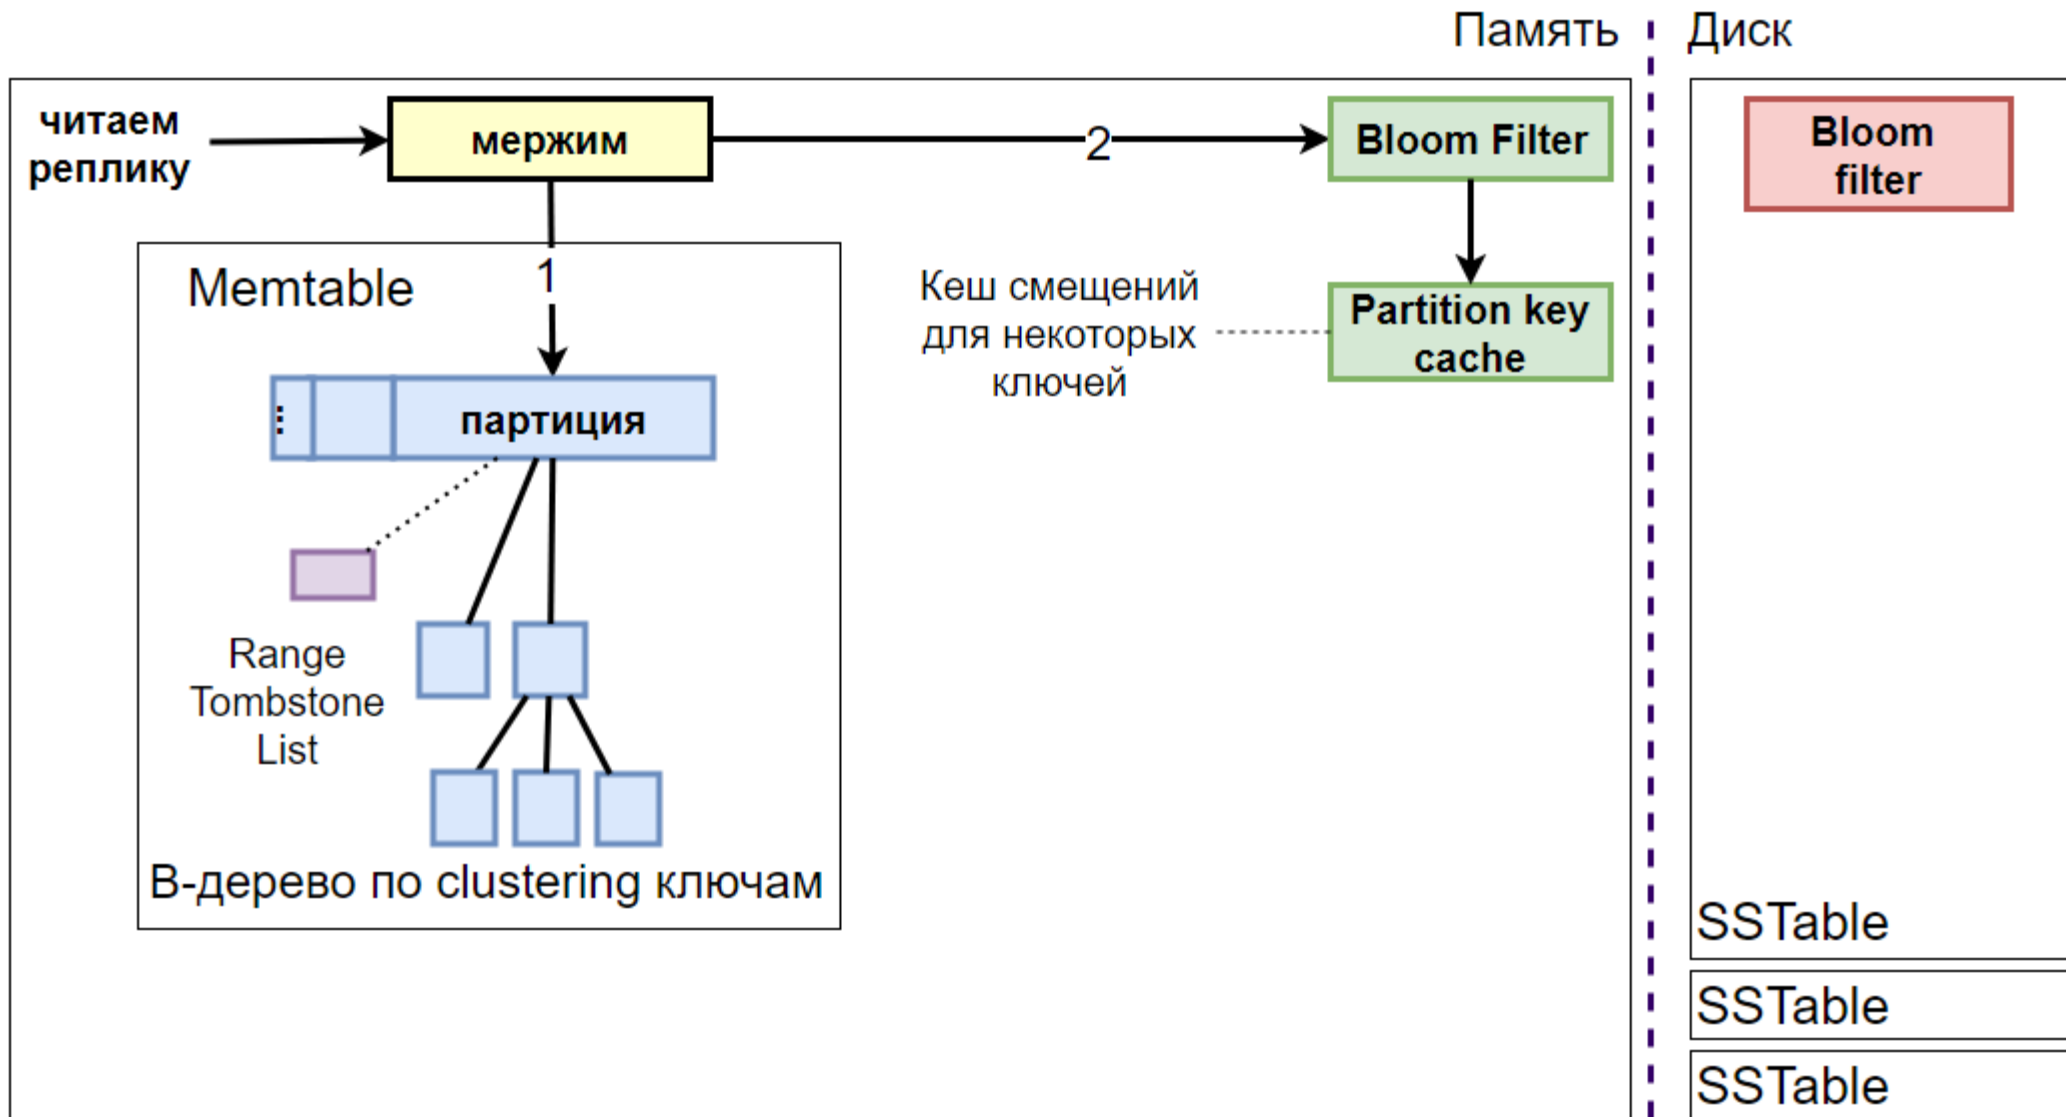 Память
Диск
читаем
реплику
мержим
2
Bloom Filter
Bloom
filter
Memtable
1
Кеш смещений
для некоторых
ключей
Partition key
cache
...
партиция
Range
Tombstone
List
B-дерево по clustering ключам
SSTable
SSTable
SSTable